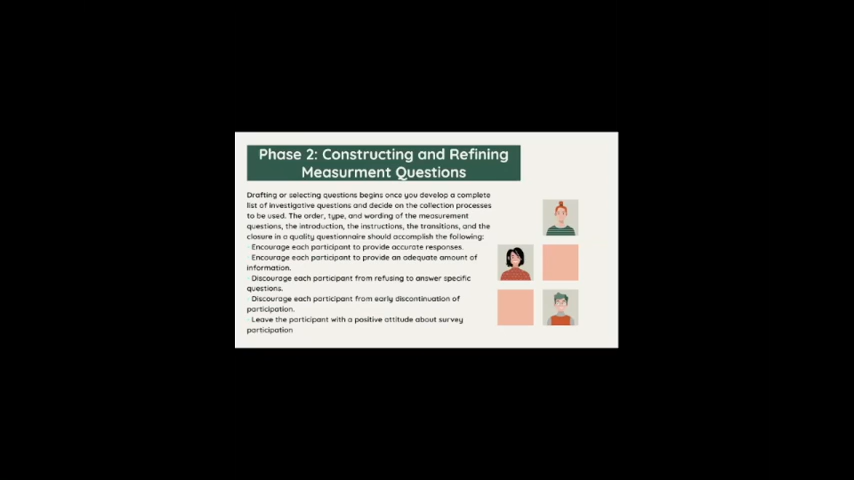 Phase 2: Constructing and Refining
Measurment Questions
Drafting or selecting questions begins once you develop a complete
list of investigative questions and decide on the collection processes
to be used. The order, type, and wording of the measurement
questions, the introduction, the instructions, the transitions, and the
closure in a quality questionnaire should accomplish the following:
· Encourage each participant to provide accurate responses.
· Encourage each participant to provide an adequate amount of
information.
· Discourage each participant from refusing to answer specific
questions.
· Discourage each participant from early discontinuation of
participation.
· Leave the participant with a positive attitude about survey
participation